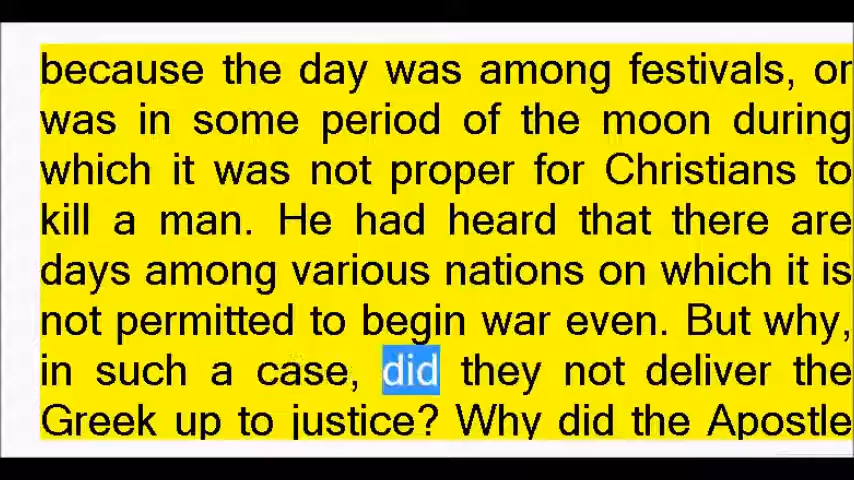 because the day was among festivals, or
was in some period of the moon during
which it was not proper for Christians to
kill a man. He had heard that there are
days among various nations on which it is
not permitted to begin war even. But why,
in such a case, did they not deliver the
Greek up to justice? Why did the Apostle